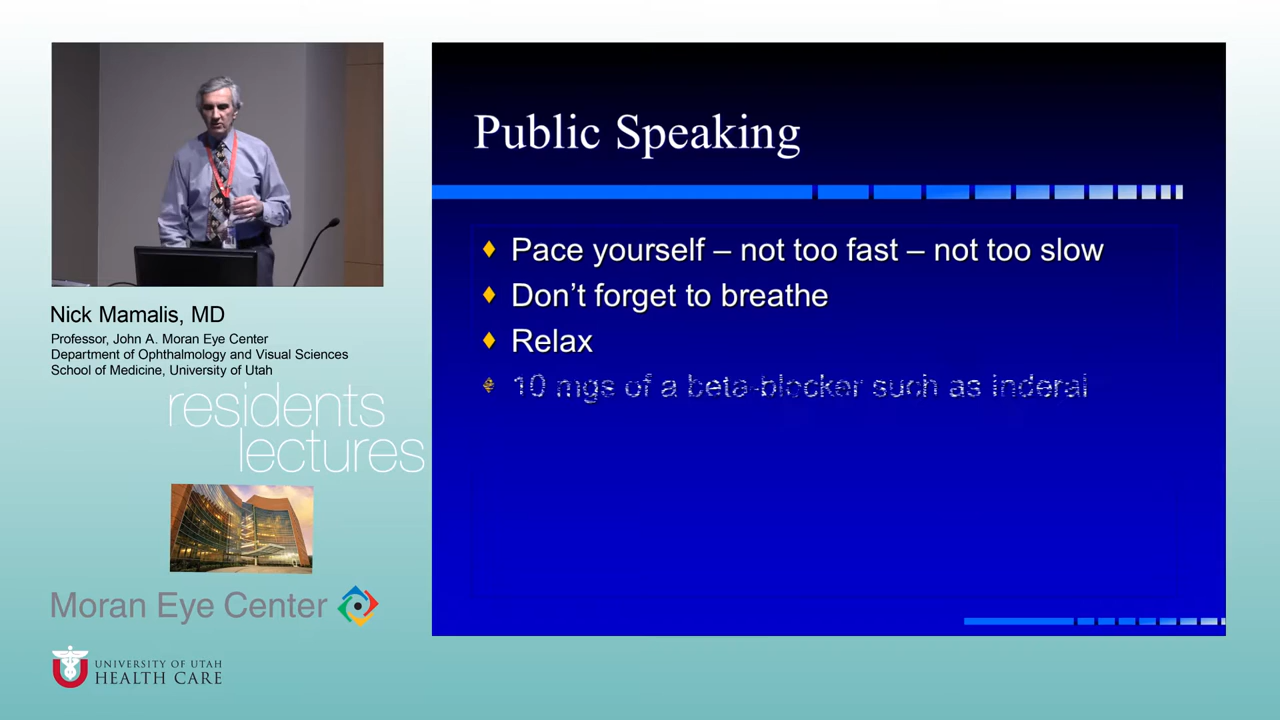 Public Speaking
Pace yourself – not too fast – not too slow
Don't forget to breathe
Relax
10 mgs of a beta-blocker such as inderal
Nick Mamalis, MD
Professor, John A. Moran Eye Center
Department of Ophthalmology and Visual Sciences
School of Medicine, University of Utah
residents
lectures
Moran Eye Center
U
UNIVERSITY OF UTAH
HEALTH CARE